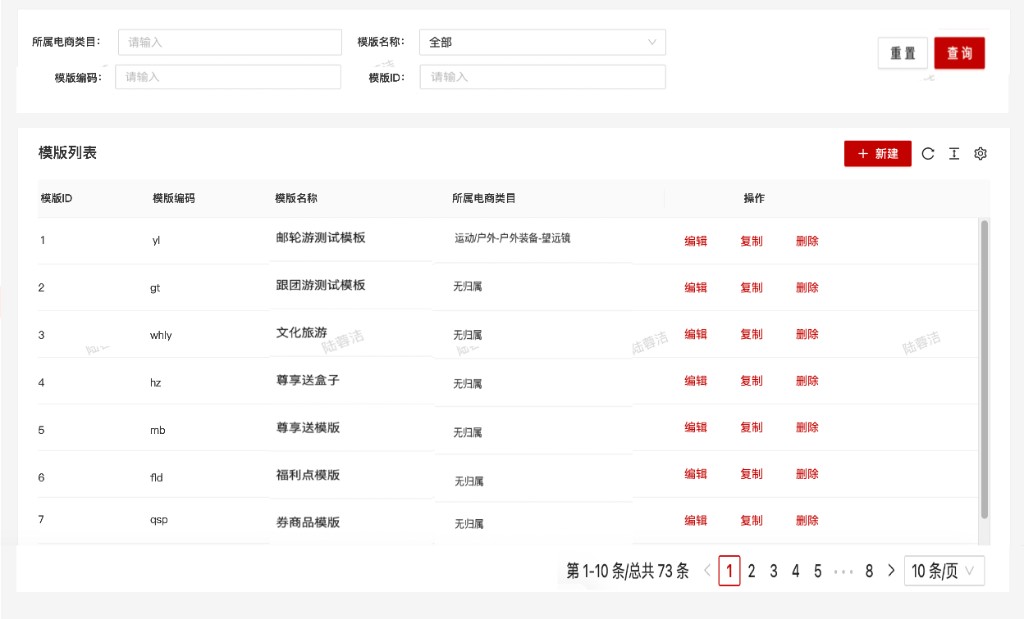 所属电商类目: 请输入 模版名称: 全部
重置 查询
模版编码: 请输入 模版ID: 请输入
模版列表
+ 新建
模版ID 模版编码 模版名称 所属电商类目 操作
1 yl 邮轮游测试模板 运动/户外-户外装备-望远镜 编辑 复制 删除
2 gt 跟团游测试模板 无归属 编辑 复制 删除
3 whly 文化旅游 无归属 编辑 复制 删除
陆蓉洁 陆蓉洁 陆蓉洁
4 hz 尊享送盒子 无归属 编辑 复制 删除
5 mb 尊享送模版 无归属 编辑 复制 删除
6 fld 福利点模版 无归属 编辑 复制 删除
7 qsp 券商品模版 无归属 编辑 复制 删除
第 1-10 条/总共 73 条 < 1 2 3 4 5 ··· 8 > 10 条/页